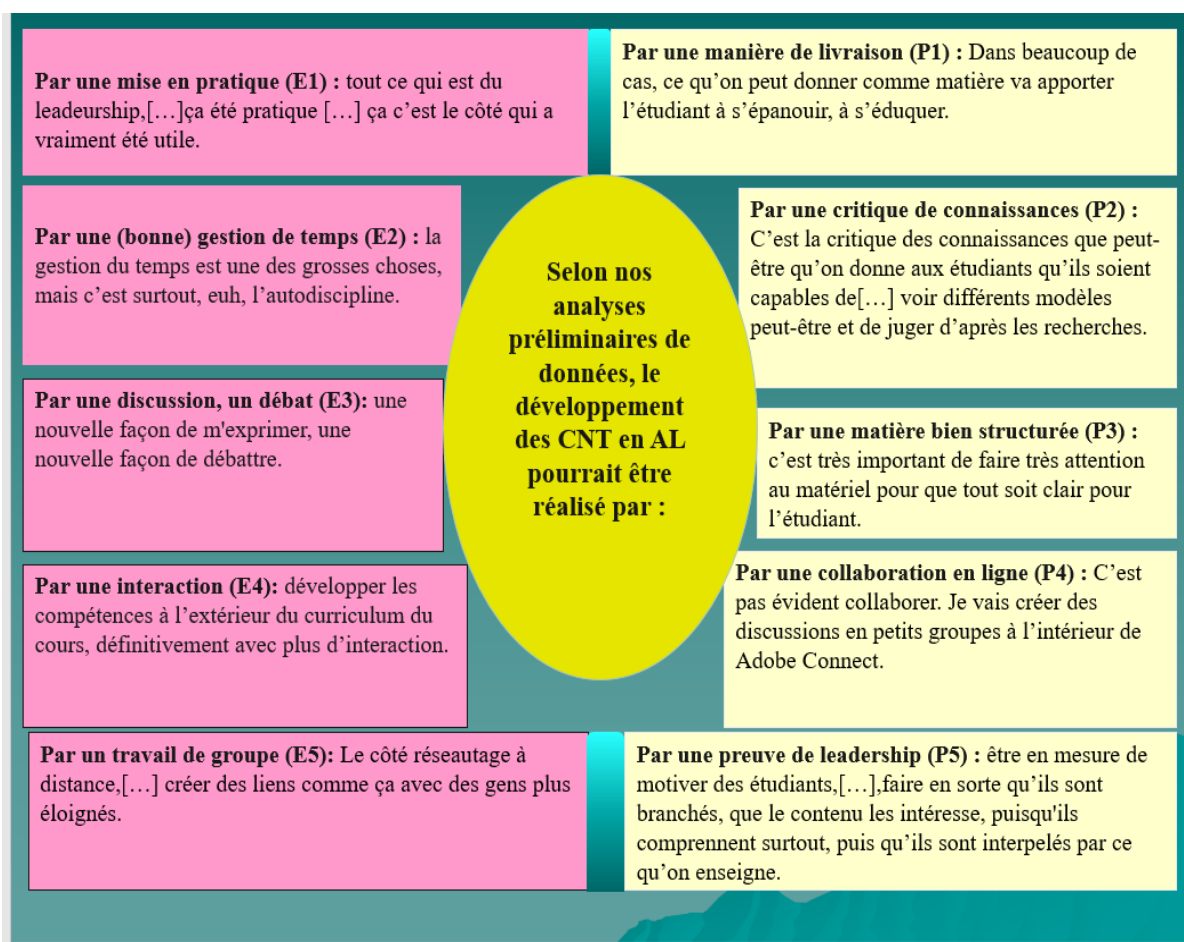 Par une mise en pratique (E1) : tout ce qui est du
leadeurship,[…]ça été pratique […] ça c’est le côté qui a
vraiment été utile.
Par une manière de livraison (P1) : Dans beaucoup de
cas, ce qu’on peut donner comme matière va apporter
l’étudiant à s’épanouir, à s’éduquer.
Par une (bonne) gestion de temps (E2) : la
gestion du temps est une des grosses choses,
mais c’est surtout, euh, l’autodiscipline.
Par une critique de connaissances (P2) :
C’est la critique des connaissances que peut-
être qu’on donne aux étudiants qu’ils soient
capables de[…] voir différents modèles
peut-être et de juger d’après les recherches.
Selon nos
analyses
préliminaires de
données, le
développement
des CNT en AL
pourrait être
réalisé par :
Par une discussion, un débat (E3): une
nouvelle façon de m'exprimer, une
nouvelle façon de débattre.
Par une matière bien structurée (P3) :
c’est très important de faire très attention
au matériel pour que tout soit clair pour
l’étudiant.
Par une interaction (E4): développer les
compétences à l’extérieur du curriculum du
cours, définitivement avec plus d’interaction.
Par une collaboration en ligne (P4) : C’est
pas évident collaborer. Je vais créer des
discussions en petits groupes à l’intérieur de
Adobe Connect.
Par un travail de groupe (E5): Le côté réseautage à
distance,[…] créer des liens comme ça avec des gens plus
éloignés.
Par une preuve de leadership (P5) : être en mesure de
motiver des étudiants,[…],faire en sorte qu’ils sont
branchés, que le contenu les intéresse, puisqu'ils
comprennent surtout, puis qu’ils sont interpelés par ce
qu’on enseigne.